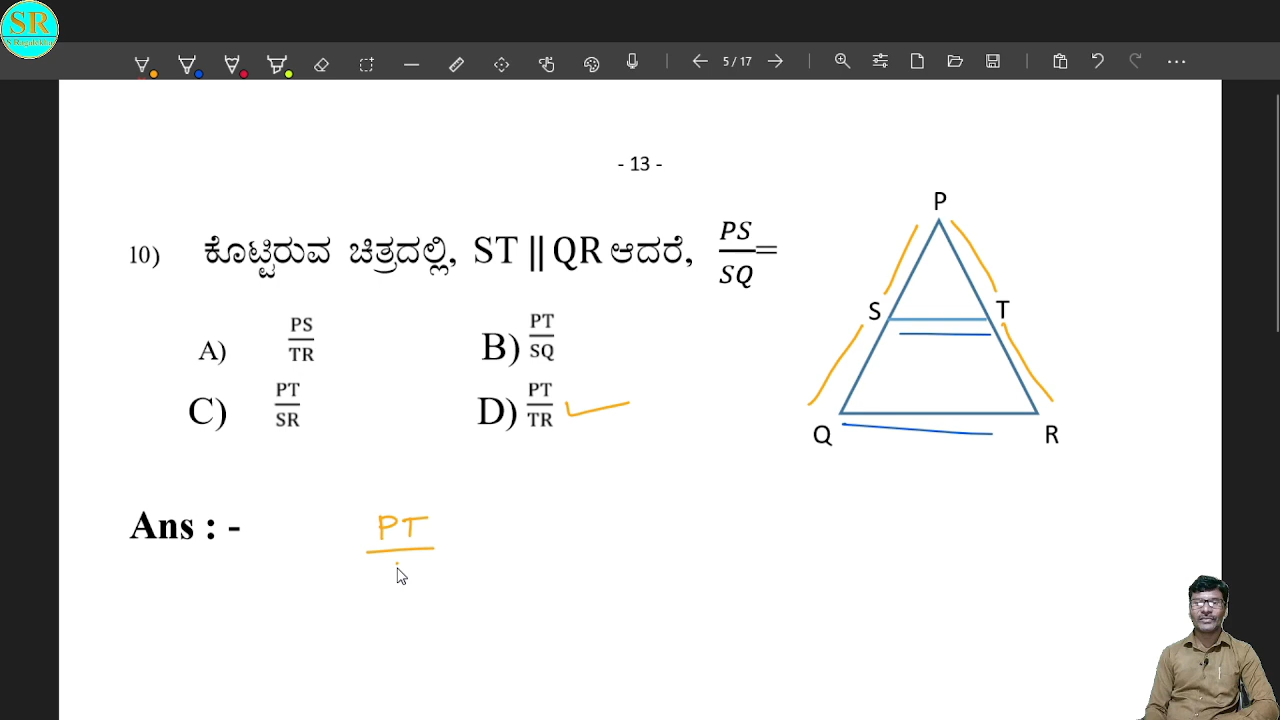 SR
5 / 17
- 13 -
10) ಕೊಟ್ಟಿರುವ ಚಿತ್ರದಲ್ಲಿ, ST || QR ಆದರೆ, PS/SQ =
A) PS/TR B) PT/SQ
C) PT/SR D) PT/TR
P
S T
Q R
Ans : - PT